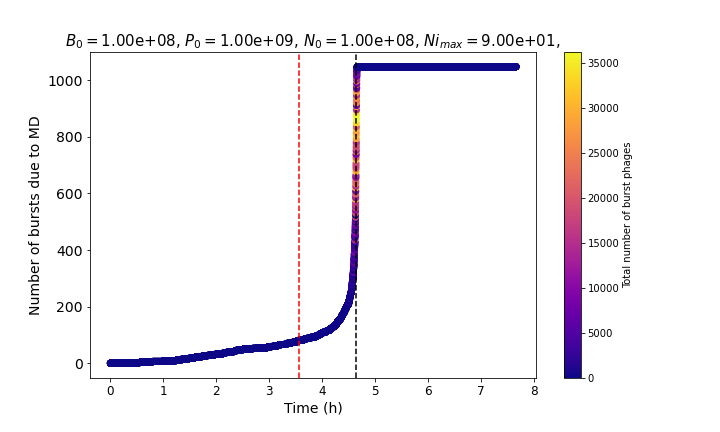 B₀ = 1.00e+08, P₀ = 1.00e+09, N₀ = 1.00e+08, Niₘₐₓ = 9.00e+01,
Number of bursts due to MD
1000
800
600
400
200
0
0 1 2 3 4 5 6 7 8
Time (h)
35000
30000
25000
20000
15000
10000
5000
0
Total number of burst phages